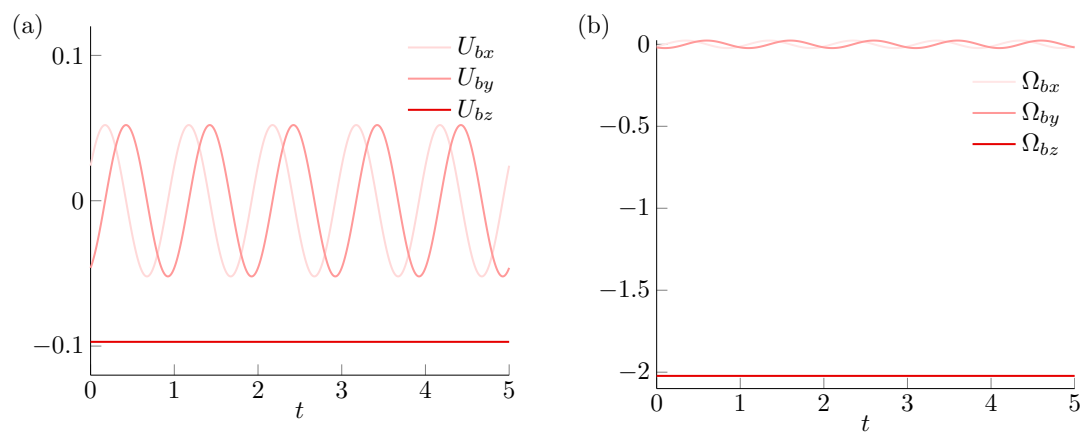 (a)
0.1
0
−0.1
U_{bx}
U_{by}
U_{bz}
0 1 2 3 4 5
t
(b)
0
−0.5
−1
−1.5
−2
Ω_{bx}
Ω_{by}
Ω_{bz}
0 1 2 3 4 5
t